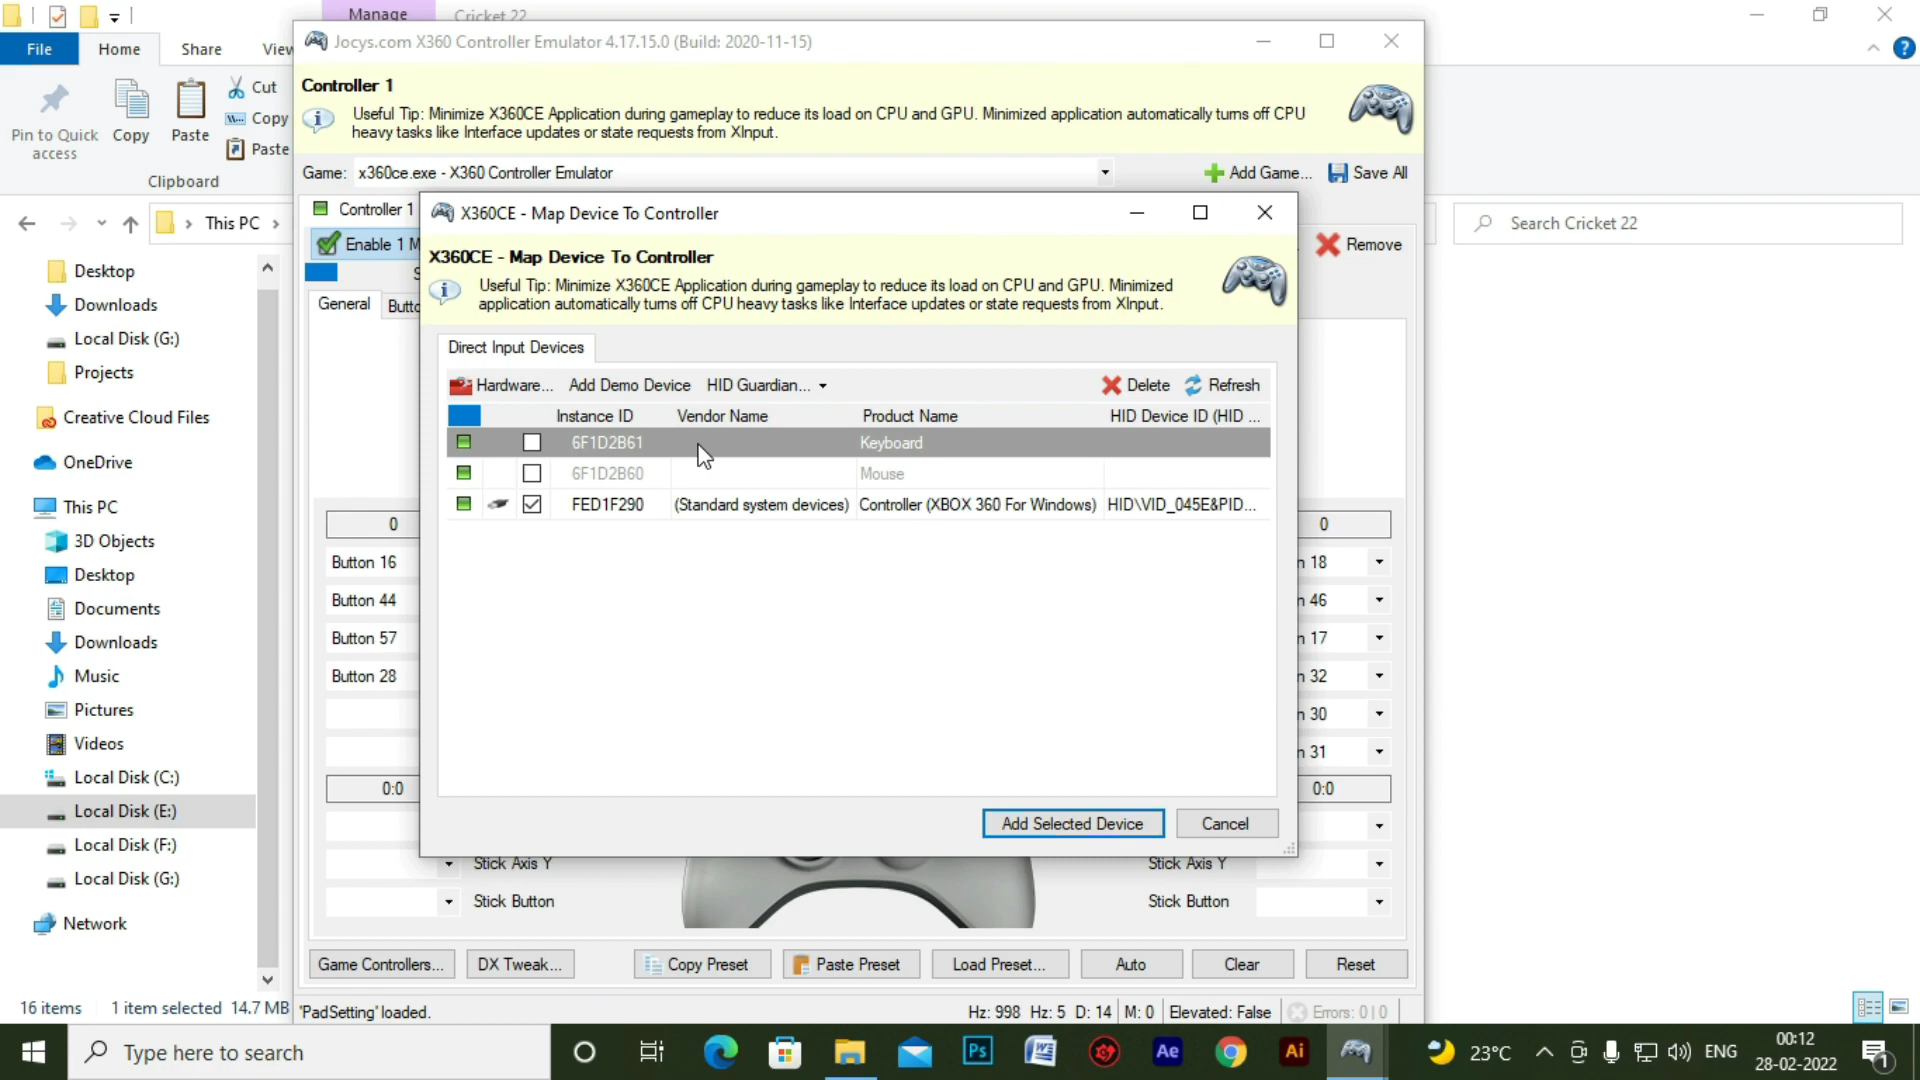 Manage
Cricket 22
File
Home
Share
View
Pin to Quick
access
Copy
Paste
Cut
Copy
Paste
Clipboard
This PC
Search Cricket 22
Desktop
Downloads
Local Disk (G:)
Projects
Creative Cloud Files
OneDrive
This PC
3D Objects
Desktop
Documents
Downloads
Music
Pictures
Videos
Local Disk (C:)
Local Disk (E:)
Local Disk (F:)
Local Disk (G:)
Network
16 items
1 item selected 14.7 MB
Jocys.com X360 Controller Emulator 4.17.15.0 (Build: 2020-11-15)
Controller 1
Useful Tip: Minimize X360CE Application during gameplay to reduce its load on CPU and GPU. Minimized application automatically turns off CPU
heavy tasks like Interface updates or state requests from XInput.
Game: x360ce.exe - X360 Controller Emulator
Add Game...
Save All
Controller 1
Enable 1 M
Remove
S
General
Butto
X360CE - Map Device To Controller
X360CE - Map Device To Controller
Useful Tip: Minimize X360CE Application during gameplay to reduce its load on CPU and GPU. Minimized
application automatically turns off CPU heavy tasks like Interface updates or state requests from XInput.
Direct Input Devices
Hardware... Add Demo Device HID Guardian...
Delete Refresh
Instance ID Vendor Name Product Name HID Device ID (HID ...
6F1D2B61 Keyboard
6F1D2B60 Mouse
FED1F290 (Standard system devices) Controller (XBOX 360 For Windows) HID\VID_045E&PID...
Add Selected Device
Cancel
0
0
Button 16
n 18
Button 44
n 46
Button 57
n 17
Button 28
n 32
n 30
n 31
0:0
0:0
Stick Axis Y
Stick Axis Y
Stick Button
Stick Button
Game Controllers... DX Tweak... Copy Preset Paste Preset Load Preset... Auto Clear Reset
'PadSetting' loaded.
Hz: 998 Hz: 5 D: 14 M: 0 Elevated: False Errors: 0 | 0
Type here to search
Ps
Ae
Ai
23°C
ENG
00:12
28-02-2022
1